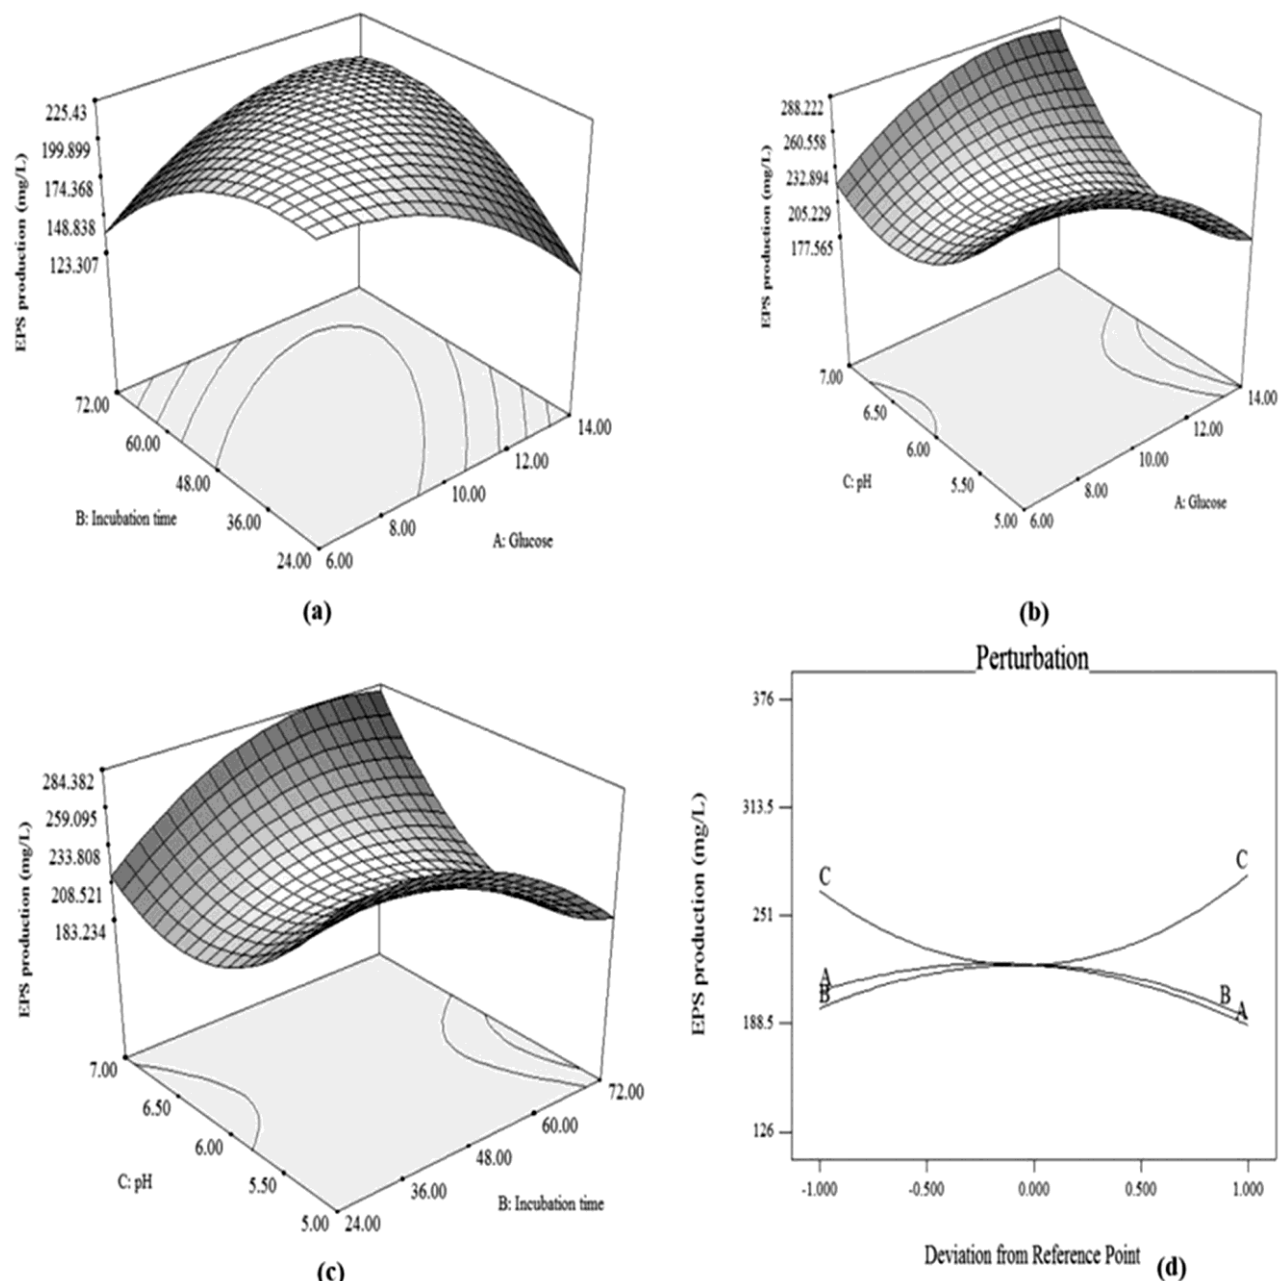 225.43
199.899
174.368
148.838
123.307
EPS production (mg/L)
72.00
60.00
48.00
36.00
24.00
6.00
8.00
10.00
12.00
14.00
B: Incubation time
A: Glucose
(a)
288.222
260.558
232.894
205.229
177.565
EPS production (mg/L)
7.00
6.50
6.00
5.50
5.00
6.00
8.00
10.00
12.00
14.00
C: pH
A: Glucose
(b)
284.382
259.095
233.808
208.521
183.234
EPS production (mg/L)
7.00
6.50
6.00
5.50
5.00
24.00
36.00
48.00
60.00
72.00
C: pH
B: Incubation time
(c)
Perturbation
376
313.5
251
188.5
126
EPS production (mg/L)
C
C
A
B
B
A
-1.000
-0.500
0.000
0.500
1.000
Deviation from Reference Point
(d)